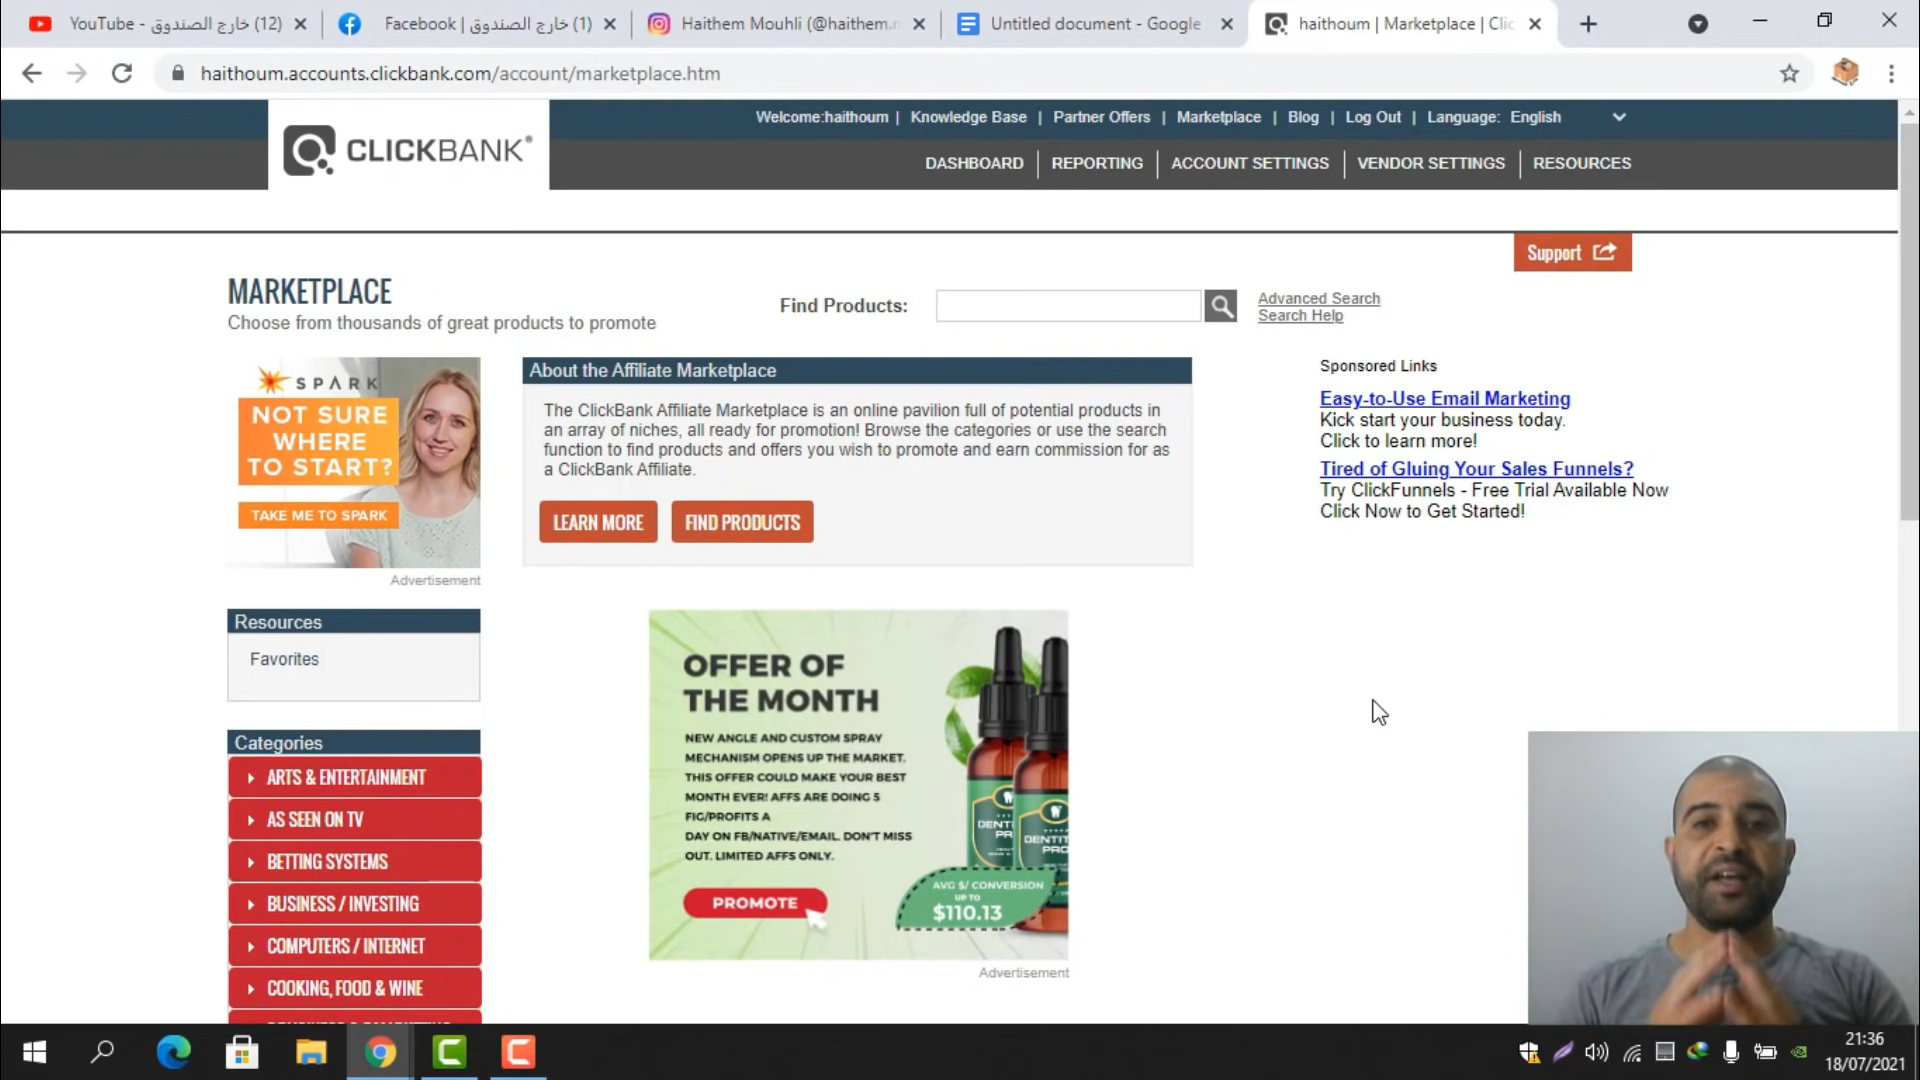 YouTube - خارج الصندوق (12)
Facebook | خارج الصندوق (1)
Haithem Mouhli (@haithem.m
Untitled document - Google
haithoum | Marketplace | Clic
haithoum.accounts.clickbank.com/account/marketplace.htm
Welcome:haithoum | Knowledge Base | Partner Offers | Marketplace | Blog | Log Out | Language: English
CLICKBANK®
DASHBOARD | REPORTING | ACCOUNT SETTINGS | VENDOR SETTINGS | RESOURCES
Support
MARKETPLACE
Choose from thousands of great products to promote
Find Products:
Advanced Search
Search Help
SPARK
NOT SURE
WHERE
TO START?
TAKE ME TO SPARK
Advertisement
About the Affiliate Marketplace
The ClickBank Affiliate Marketplace is an online pavilion full of potential products in
an array of niches, all ready for promotion! Browse the categories or use the search
function to find products and offers you wish to promote and earn commission for as
a ClickBank Affiliate.
LEARN MORE
FIND PRODUCTS
Sponsored Links
Easy-to-Use Email Marketing
Kick start your business today.
Click to learn more!
Tired of Gluing Your Sales Funnels?
Try ClickFunnels - Free Trial Available Now
Click Now to Get Started!
Resources
Favorites
Categories
ARTS & ENTERTAINMENT
AS SEEN ON TV
BETTING SYSTEMS
BUSINESS / INVESTING
COMPUTERS / INTERNET
COOKING, FOOD & WINE
OFFER OF
THE MONTH
NEW ANGLE AND CUSTOM SPRAY
MECHANISM OPENS UP THE MARKET.
THIS OFFER COULD MAKE YOUR BEST
MONTH EVER! AFFS ARE DOING 5
FIG/PROFITS A
DAY ON FB/NATIVE/EMAIL. DON'T MISS
OUT. LIMITED AFFS ONLY.
PROMOTE
AVG $/ CONVERSION
UP TO
$110.13
Advertisement
21:36
18/07/2021